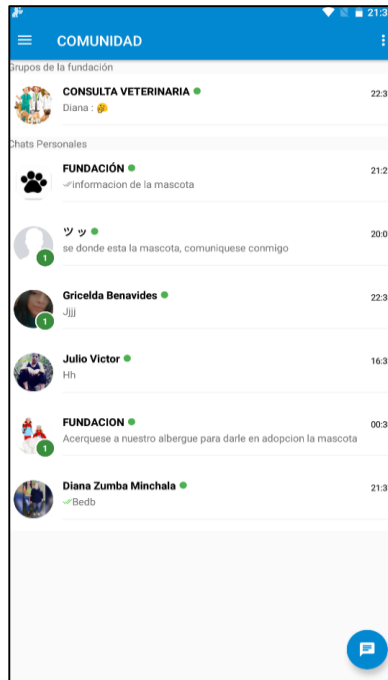 21:3
COMUNIDAD
Grupos de la fundación
CONSULTA VETERINARIA
22:3
Diana : 🤔
Chats Personales
FUNDACIÓN
21:2
informacion de la mascota
ツ ッ
20:0
1
se donde esta la mascota, comuniquese conmigo
Gricelda Benavides
22:3
1
Jjjj
Julio Victor
16:3
Hh
FUNDACION
00:3
1
Acerquese a nuestro albergue para darle en adopcion la mascota
Diana Zumba Minchala
21:3
Bedb